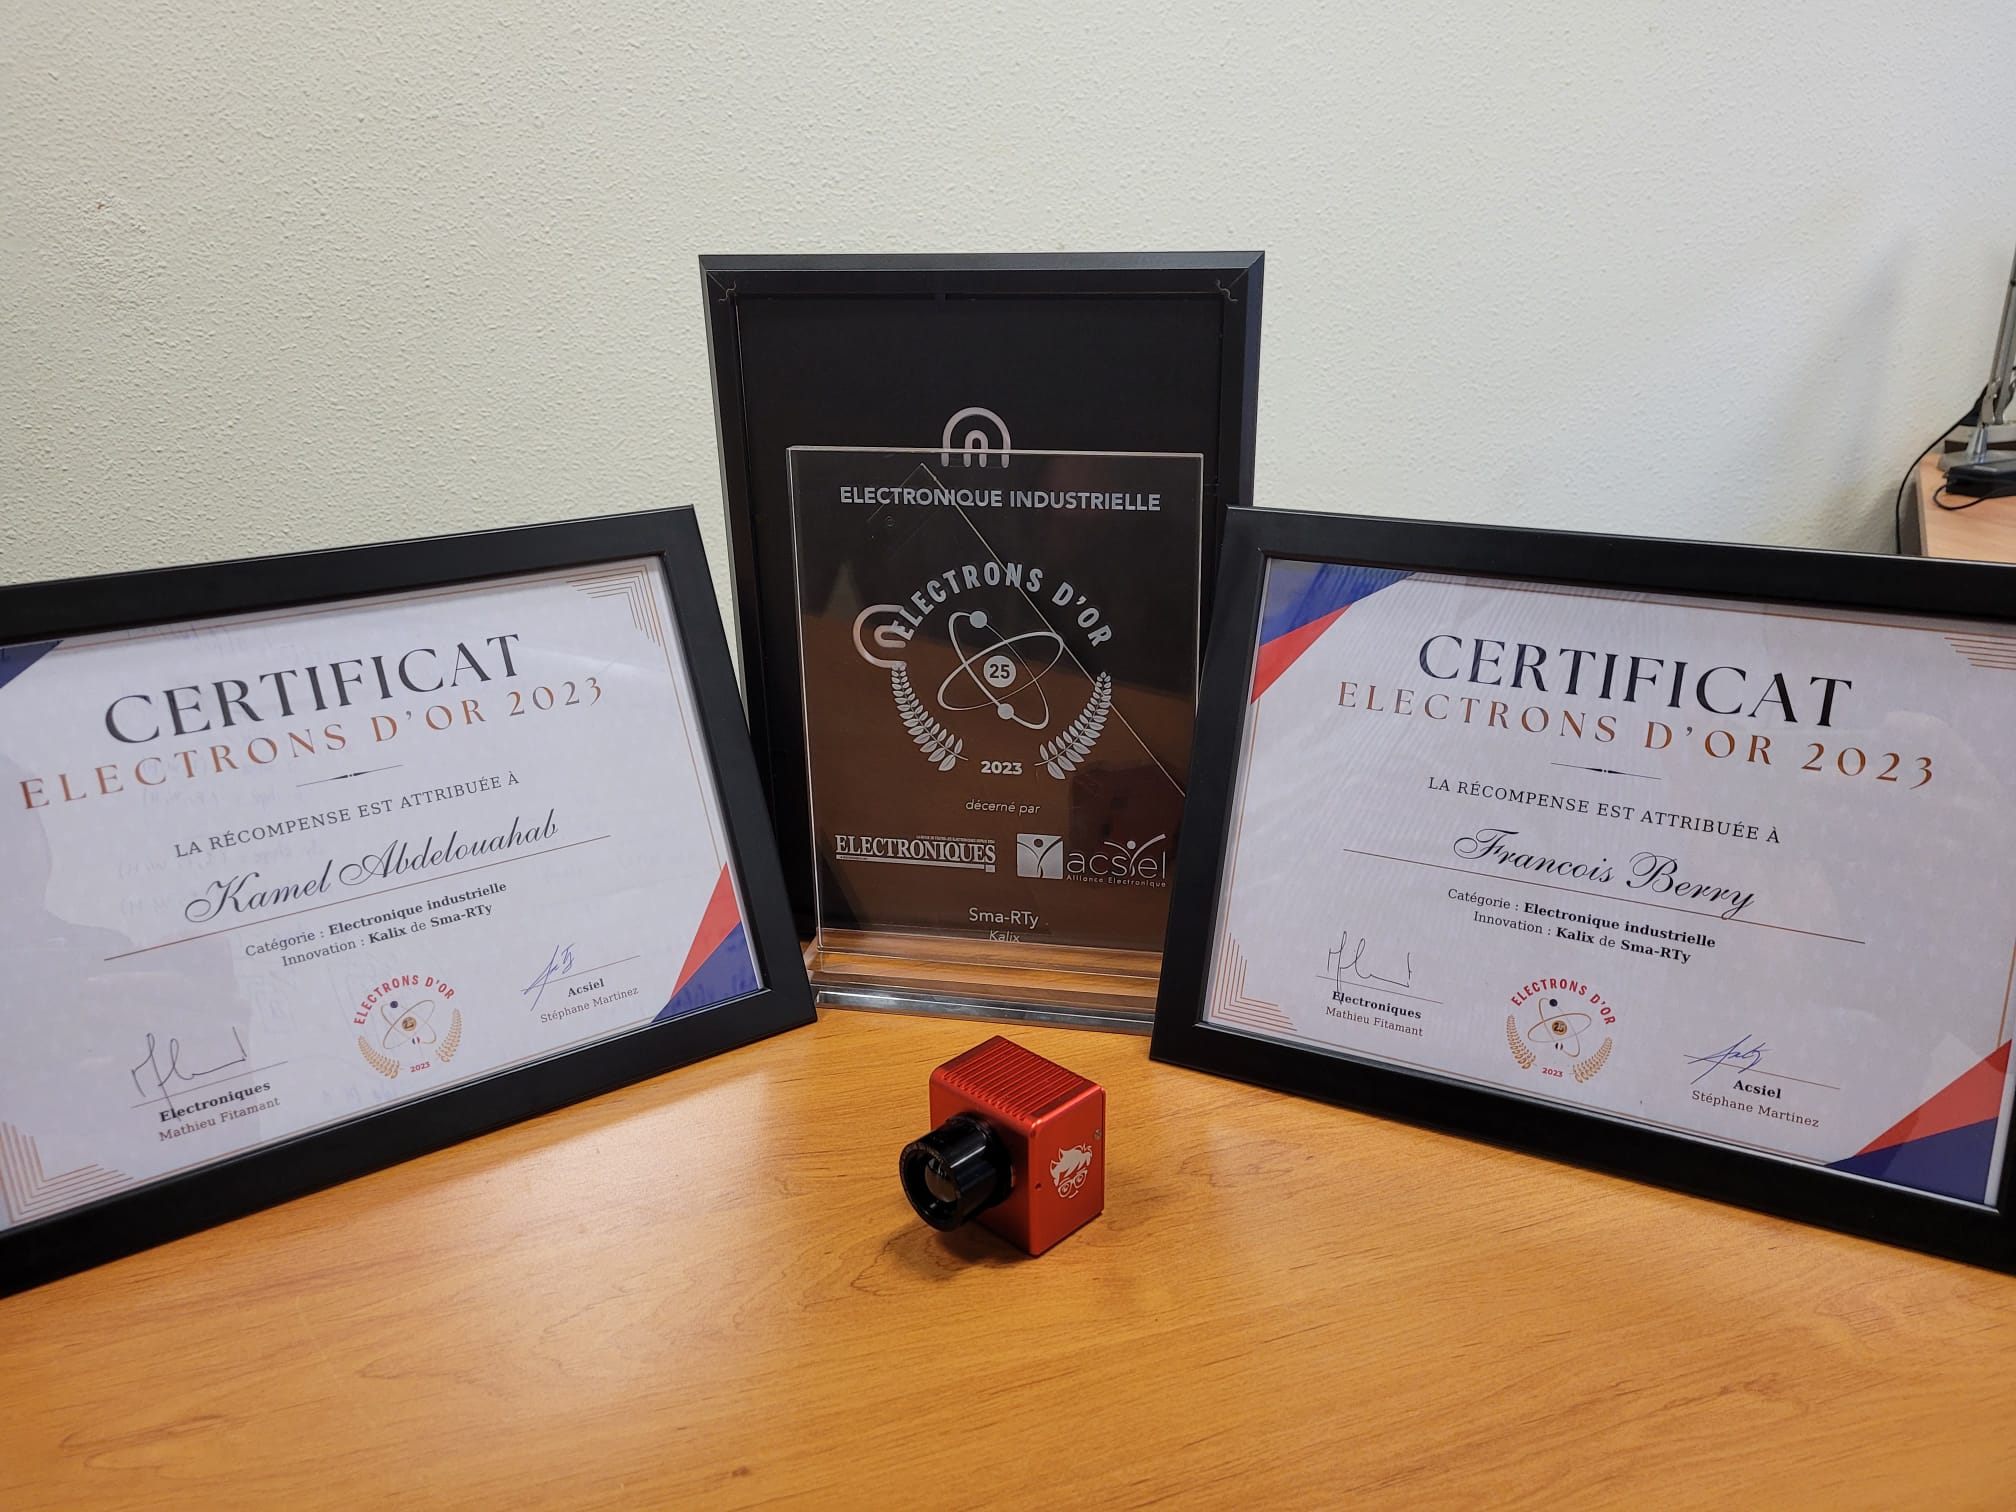 CERTIFICAT
ELECTRONS D'OR 2023
LA RÉCOMPENSE EST ATTRIBUÉE À
Kamel Abdelouahab
Catégorie : Electronique industrielle
Innovation : Kalix de Sma-RTy
Electroniques
Mathieu Fitamant
ELECTRONS D'OR
25
2023
Acsiel
Stéphane Martinez
ELECTRONIQUE INDUSTRIELLE
ELECTRONS D'OR
25
2023
décerné par
ELECTRONIQUES
acsiel
Alliance Electronique
Sma-RTy
Kalix
CERTIFICAT
ELECTRONS D'OR 2023
LA RÉCOMPENSE EST ATTRIBUÉE À
Francois Berry
Catégorie : Electronique industrielle
Innovation : Kalix de Sma-RTy
Electroniques
Mathieu Fitamant
ELECTRONS D'OR
25
2023
Acsiel
Stéphane Martinez